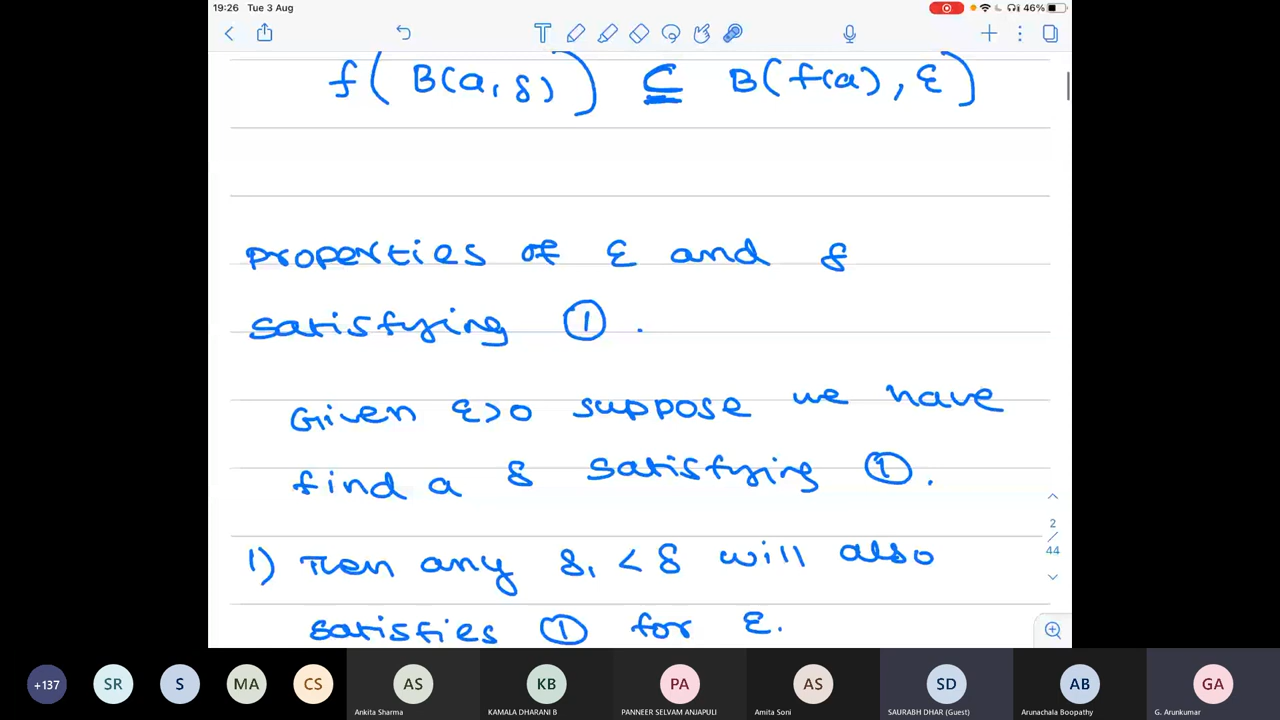 19:26 Tue 3 Aug
46%
f( B(a, δ) ) ⊆ B( f(a), ε )
properties of ε and δ
satisfying ① .
Given ε>0 suppose we have
find a δ satisfying ① .
1) Then any δ₁ < δ will also
satisfies ① for ε.
2
/
44
+137 SR S MA CS AS KB PA AS SD AB GA
Ankita Sharma KAMALA DHARANI B PANNEER SELVAM ANJAPULI Amita Soni SAURABH DHAR (Guest) Arunachala Boopathy G. Arunkumar